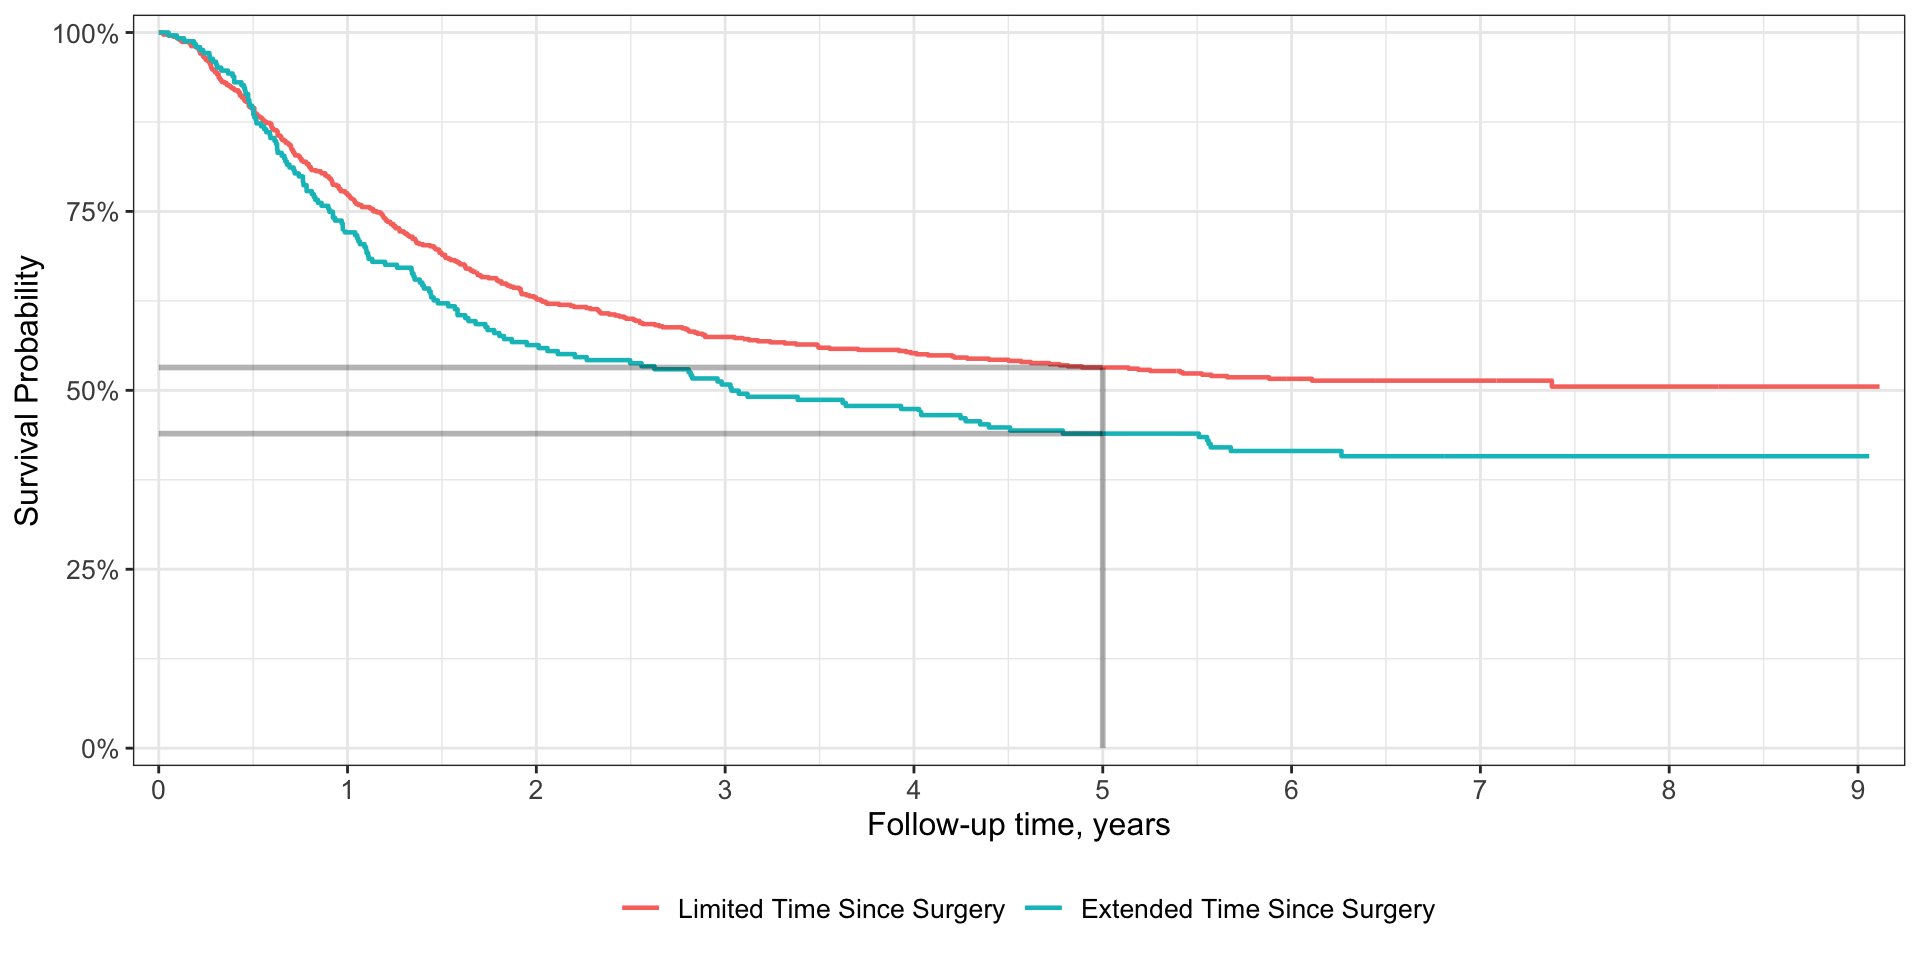 100%
75%
50%
25%
0%
Survival Probability
0 1 2 3 4 5 6 7 8 9
Follow-up time, years
Limited Time Since Surgery Extended Time Since Surgery